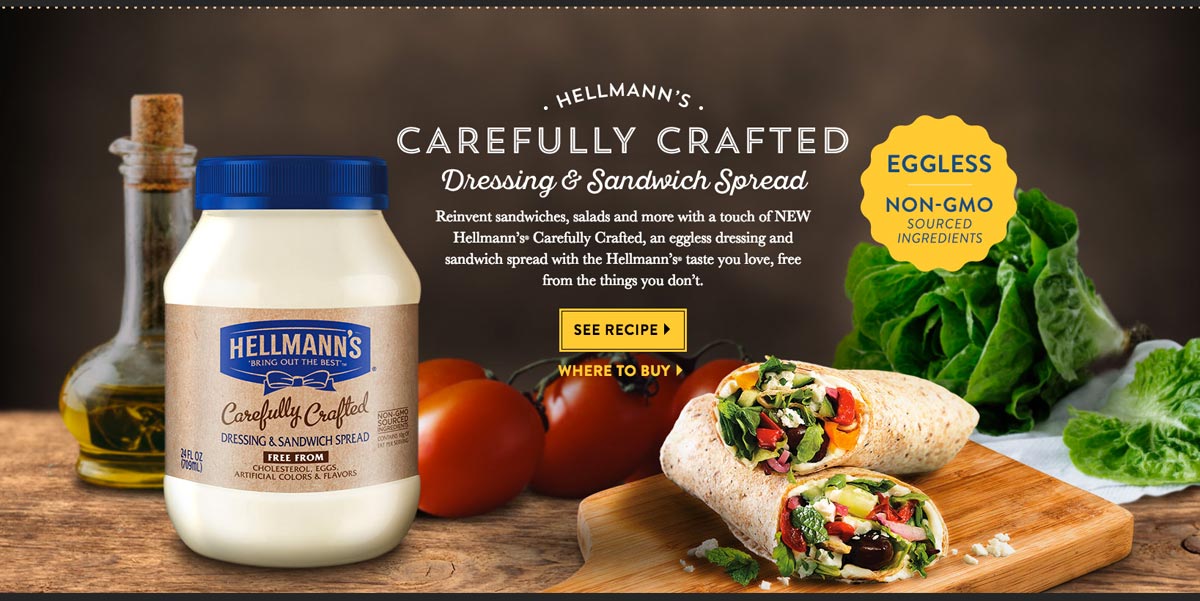 · HELLMANN'S ·
CAREFULLY CRAFTED
Dressing & Sandwich Spread
Reinvent sandwiches, salads and more with a touch of NEW
Hellmann's® Carefully Crafted, an eggless dressing and
sandwich spread with the Hellmann's® taste you love, free
from the things you don't.
SEE RECIPE
WHERE TO BUY
EGGLESS
NON-GMO
SOURCED
INGREDIENTS
HELLMANN'S
"BRING OUT THE BEST"™
®
Carefully Crafted
DRESSING & SANDWICH SPREAD
FREE FROM
CHOLESTEROL, EGGS,
ARTIFICIAL COLORS & FLAVORS
24 FL OZ
(709mL)
NON-GMO
SOURCED
INGREDIENTS